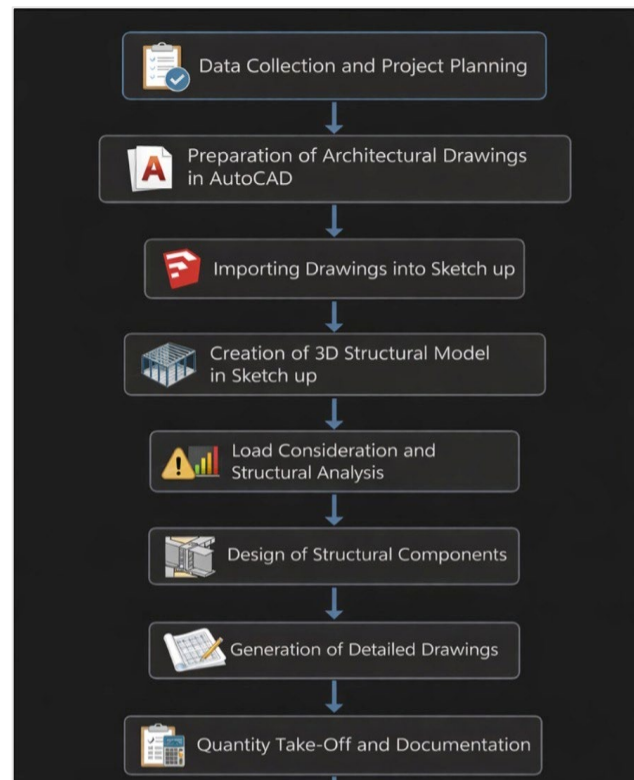 Data Collection and Project Planning
A
Preparation of Architectural Drawings
in AutoCAD
Importing Drawings into Sketch up
Creation of 3D Structural Model
in Sketch up
Load Consideration and
Structural Analysis
Design of Structural Components
Generation of Detailed Drawings
Quantity Take-Off and Documentation